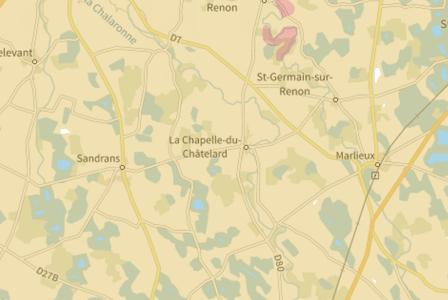 Renon
La Chalaronne
D7
elevant
St-Germain-sur-
Renon
La Chapelle-du-
Châtelard
Sandrans
Marlieux
D80
D27B
S